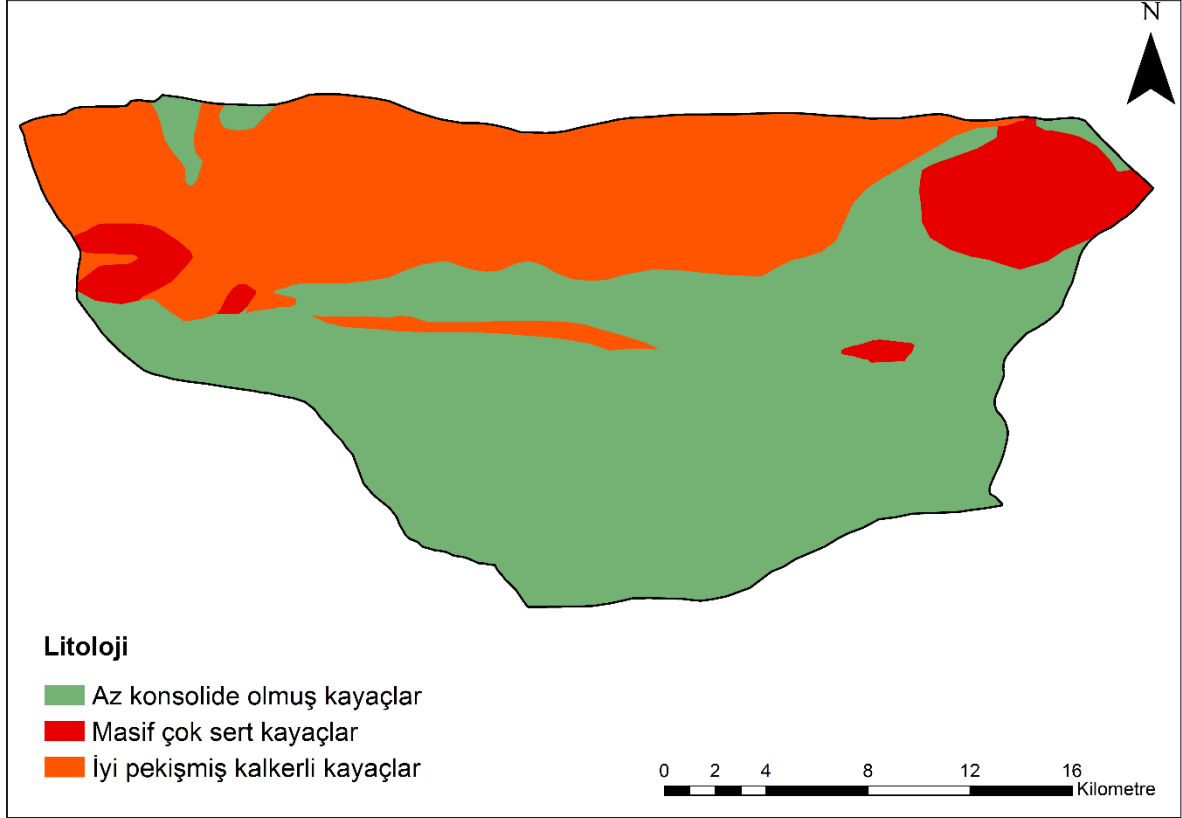 N
Litoloji
Az konsolide olmuş kayaçlar
Masif çok sert kayaçlar
İyi pekişmiş kalkerli kayaçlar
0 2 4 8 12 16
Kilometre